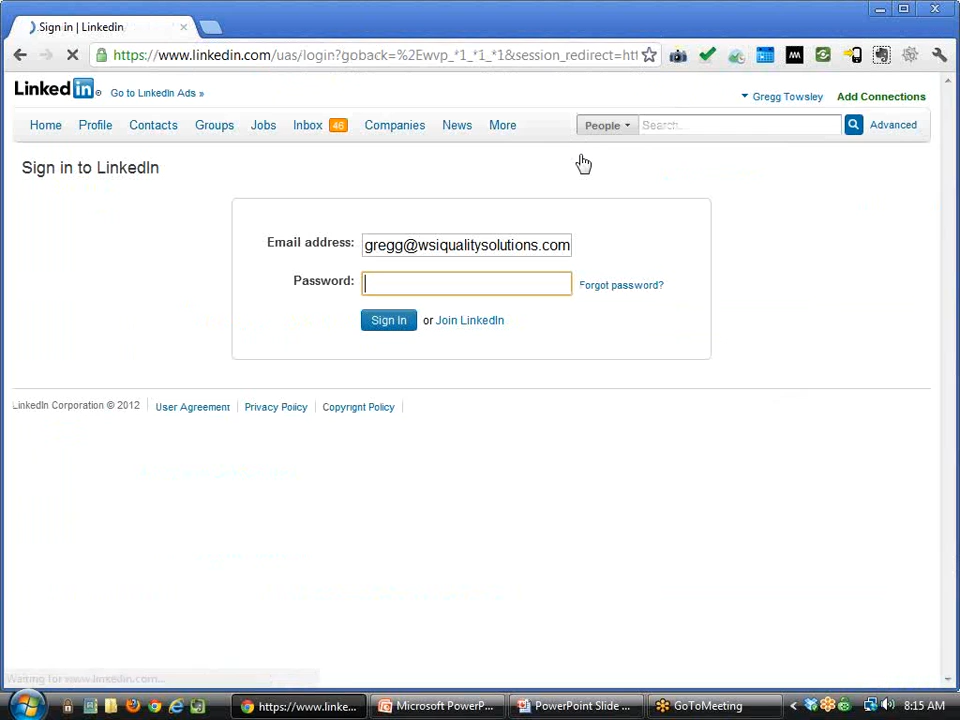 Sign in | LinkedIn
https://www.linkedin.com/uas/login?goback=%2Ewvp_*1_*1_*1&session_redirect=htt
Linked in Go to LinkedIn Ads »
Gregg Towsley Add Connections
Home Profile Contacts Groups Jobs Inbox 46 Companies News More People Search... Advanced
Sign in to LinkedIn
Email address: gregg@wsiqualitysolutions.com
Password: Forgot password?
Sign In or Join LinkedIn
LinkedIn Corporation © 2012 User Agreement Privacy Policy Copyright Policy
Waiting for www.linkedin.com...
https://www.linke... Microsoft PowerP... PowerPoint Slide ... GoToMeeting 8:15 AM